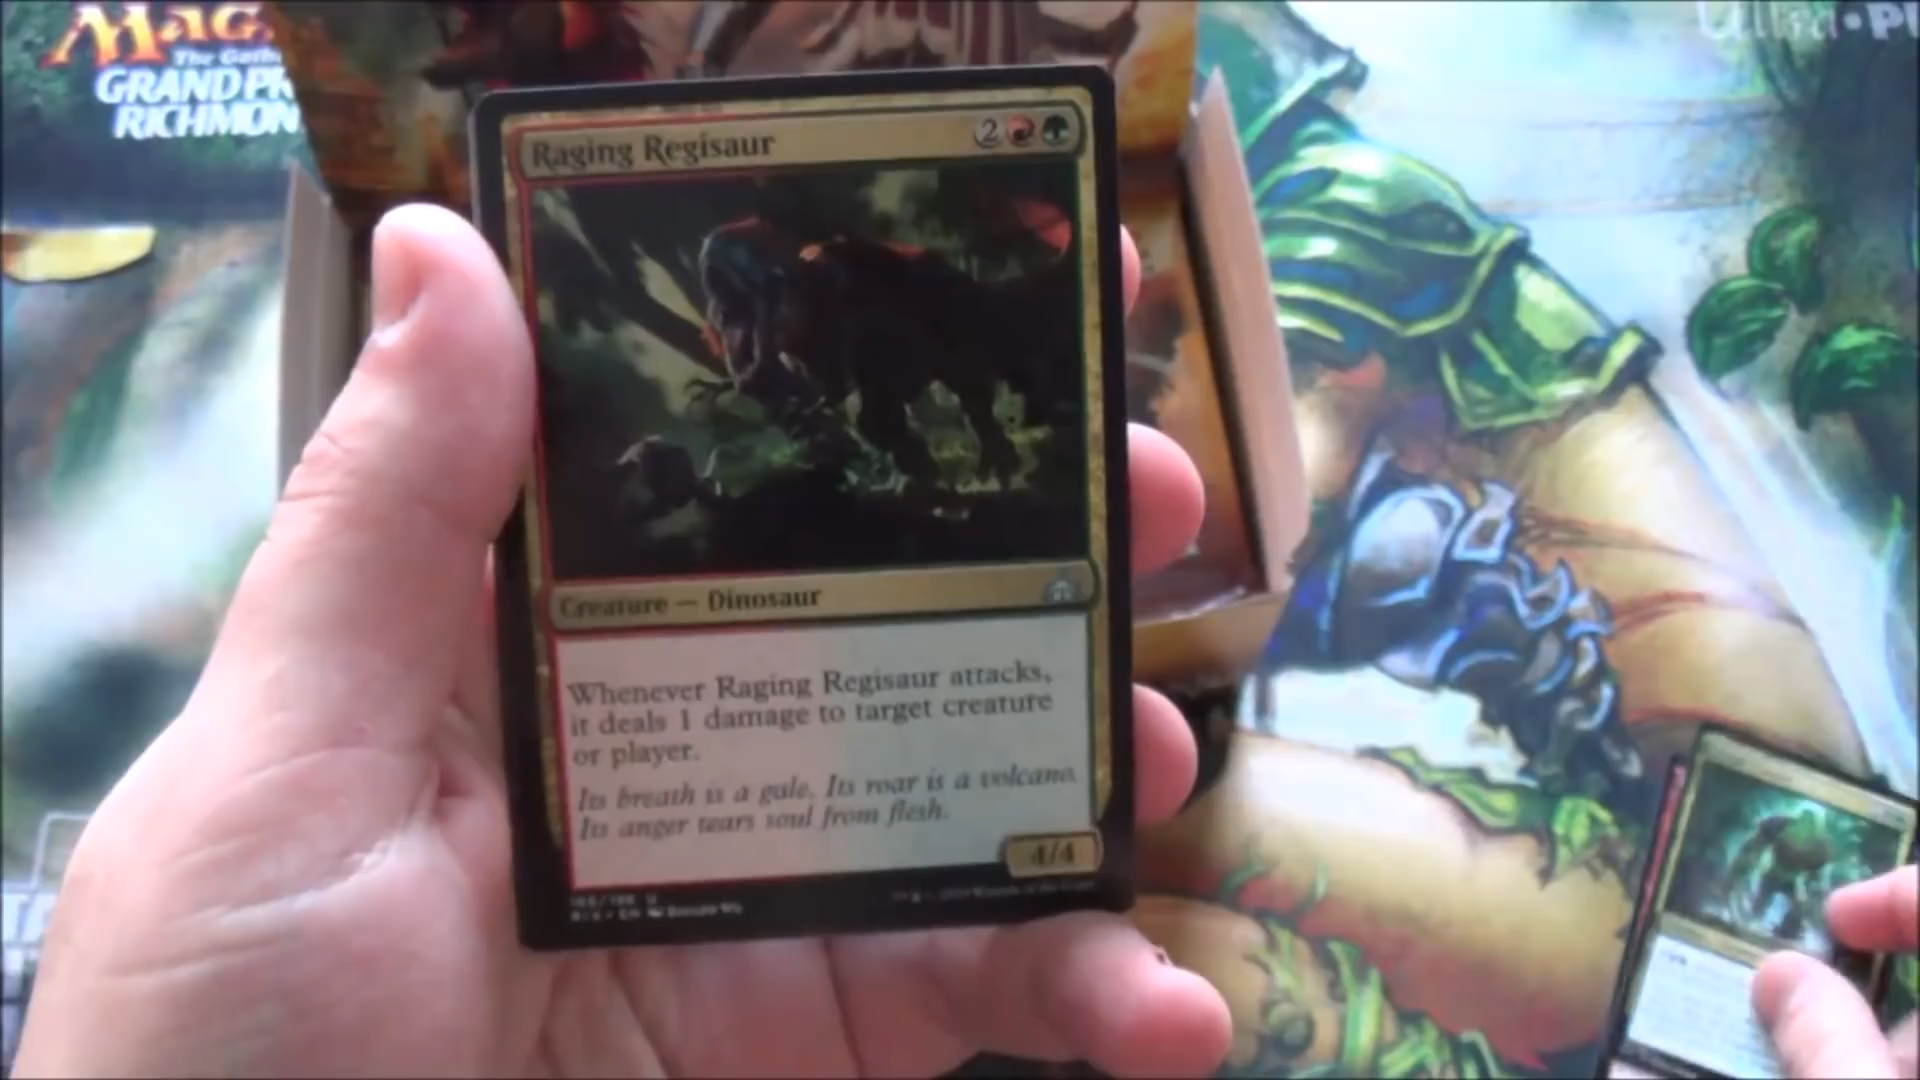 Magi
The Gath
GRAND PR
RICHMON
Ultra•P
Raging Regisaur
2
Creature — Dinosaur
Whenever Raging Regisaur attacks,
it deals 1 damage to target creature
or player.
Its breath is a gale. Its roar is a volcano.
Its anger tears soul from flesh.
4/4